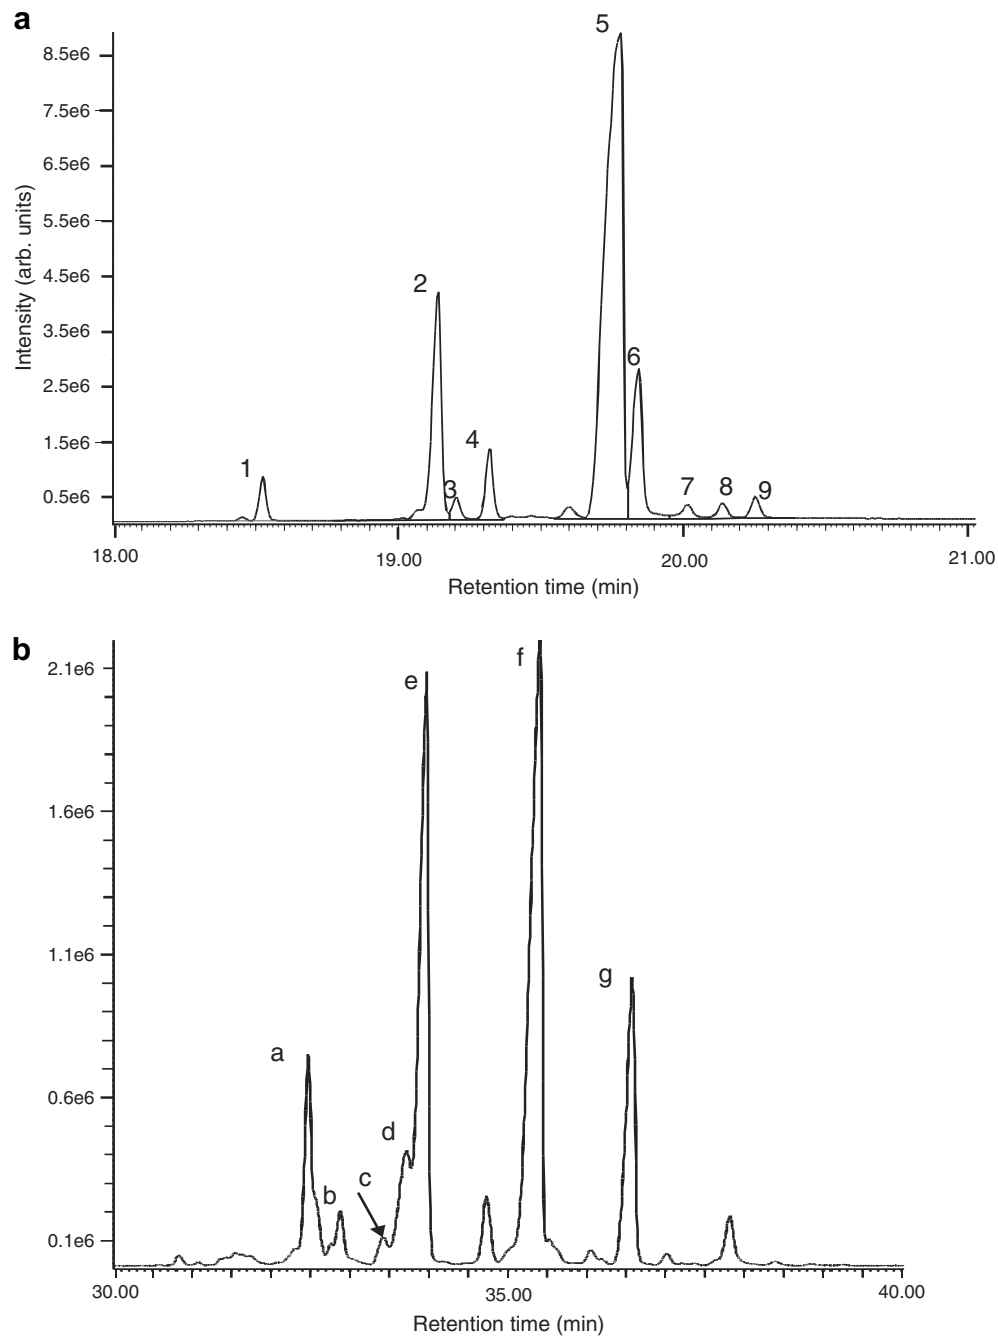 a
5
8.5e6
7.5e6
6.5e6
5.5e6
4.5e6
3.5e6
2.5e6
1.5e6
0.5e6
Intensity (arb. units)
1
2
3
4
6
7
8
9
18.00
19.00
20.00
21.00
Retention time (min)
b
2.1e6
1.6e6
1.1e6
0.6e6
0.1e6
a
b
c
d
e
f
g
30.00
35.00
40.00
Retention time (min)